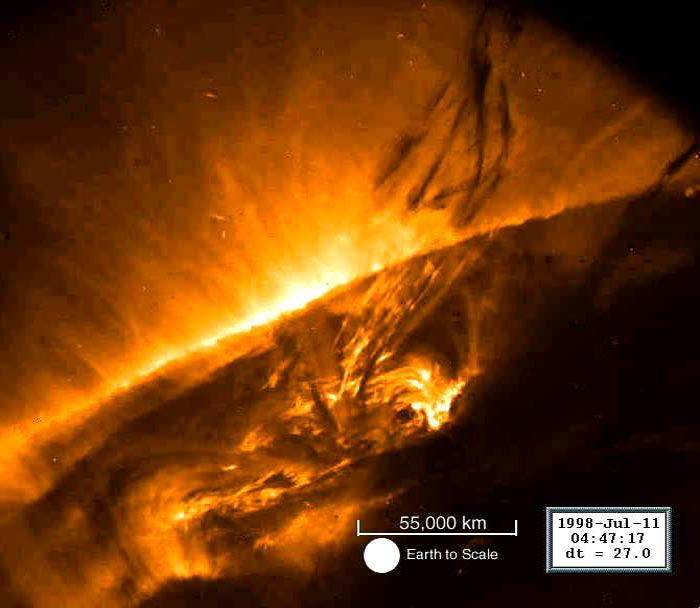 55,000 km
Earth to Scale
1998-Jul-11
04:47:17
dt = 27.0